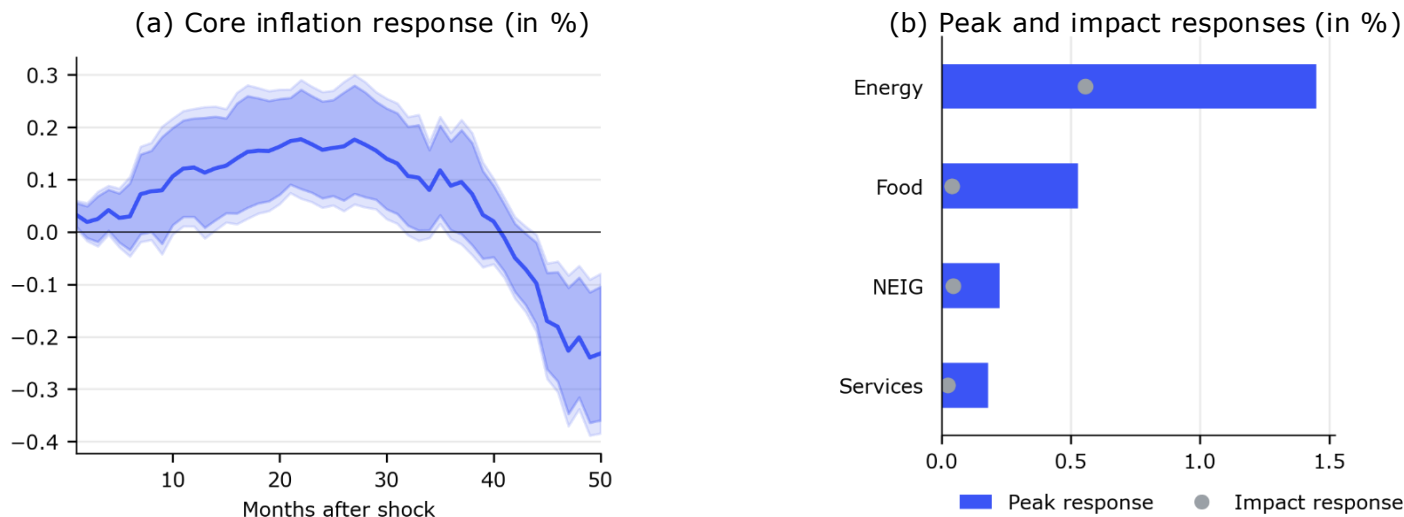 (a) Core inflation response (in %)
0.3
0.2
0.1
0.0
−0.1
−0.2
−0.3
−0.4
10
20
30
40
50
Months after shock
(b) Peak and impact responses (in %)
Energy
Food
NEIG
Services
0.0
0.5
1.0
1.5
Peak response
Impact response